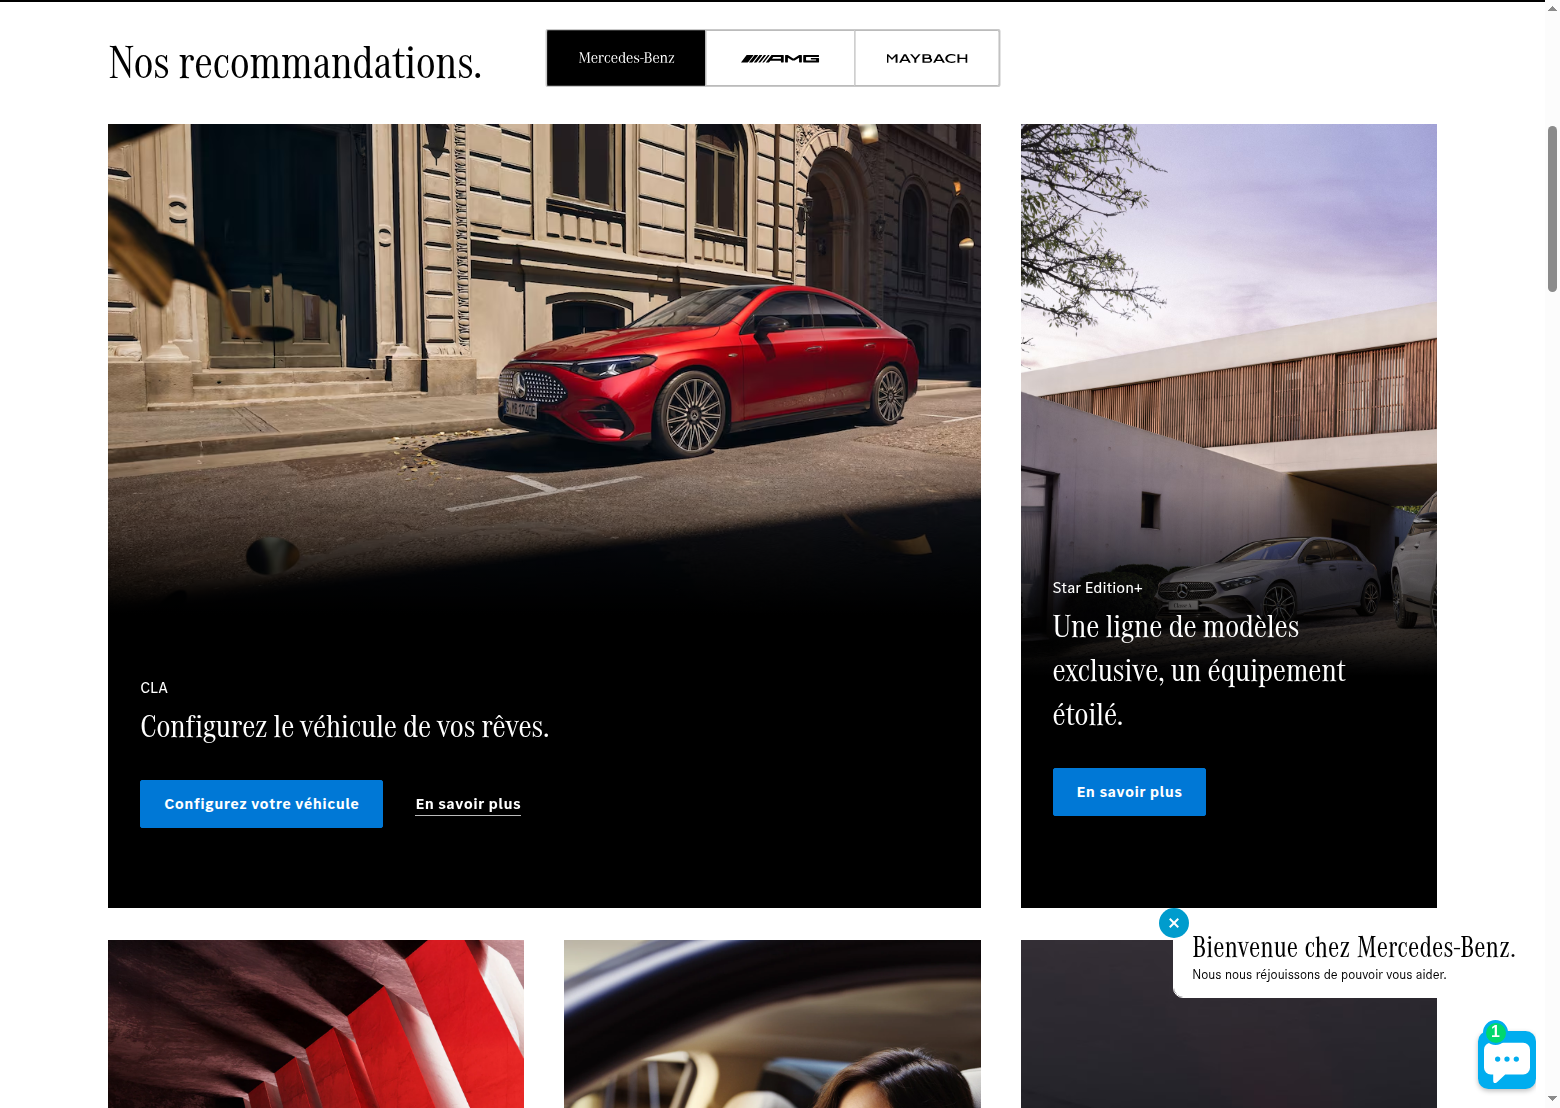 Nos recommandations.
Mercedes-Benz
AMG
MAYBACH
CLA
Configurez le véhicule de vos rêves.
Configurez votre véhicule
En savoir plus
Star Edition+
Une ligne de modèles
exclusive, un équipement
étoilé.
En savoir plus
Bienvenue chez Mercedes-Benz.
Nous nous réjouissons de pouvoir vous aider.
1